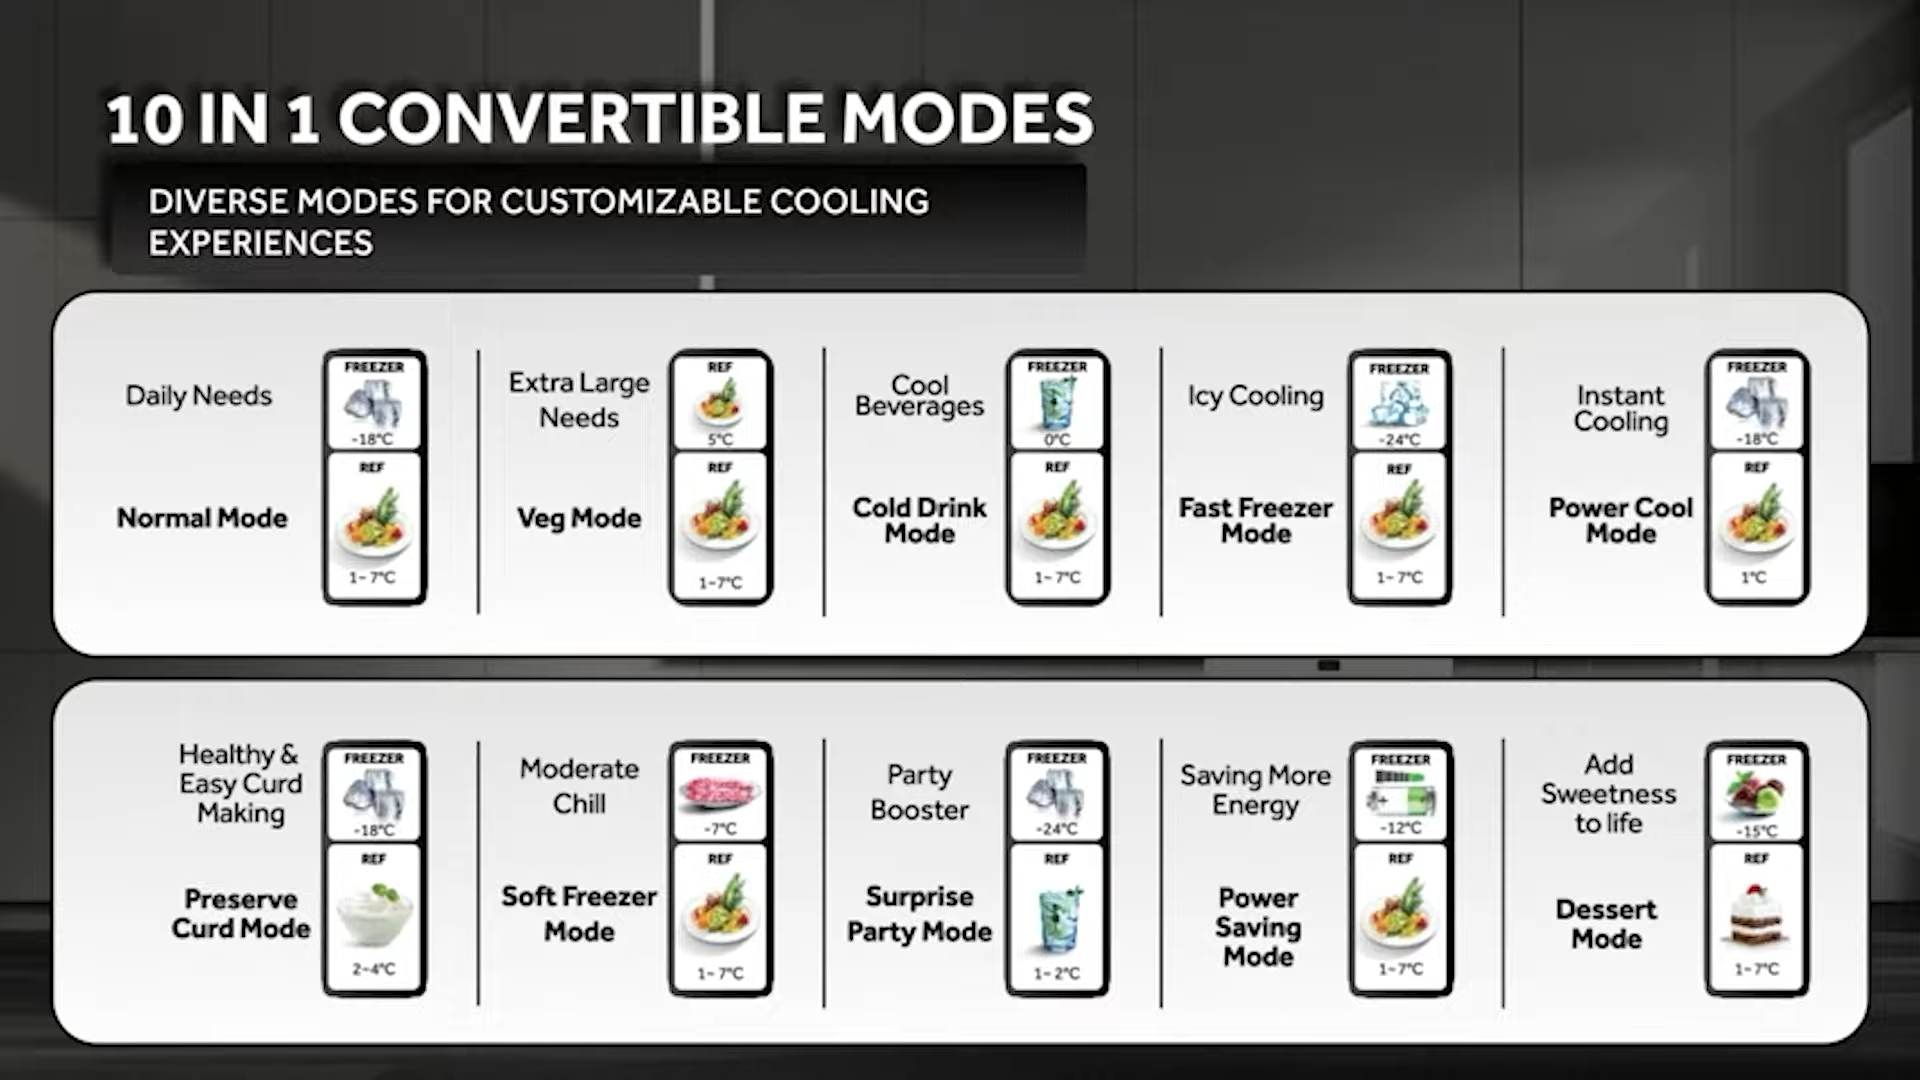 10 IN 1 CONVERTIBLE MODES
DIVERSE MODES FOR CUSTOMIZABLE COOLING
EXPERIENCES
Daily Needs
Normal Mode
FREEZER
-18°C
REF
1-7°C
Extra Large
Needs
Veg Mode
REF
5°C
REF
1-7°C
Cool
Beverages
Cold Drink
Mode
FREEZER
0°C
REF
1-7°C
Icy Cooling
Fast Freezer
Mode
FREEZER
-24°C
REF
1-7°C
Instant
Cooling
Power Cool
Mode
FREEZER
-18°C
REF
1°C
Healthy &
Easy Curd
Making
Preserve
Curd Mode
FREEZER
-18°C
REF
2-4°C
Moderate
Chill
Soft Freezer
Mode
FREEZER
-7°C
REF
1-7°C
Party
Booster
Surprise
Party Mode
FREEZER
-24°C
REF
1-2°C
Saving More
Energy
Power
Saving
Mode
FREEZER
-12°C
REF
1-7°C
Add
Sweetness
to life
Dessert
Mode
FREEZER
-15°C
REF
1-7°C